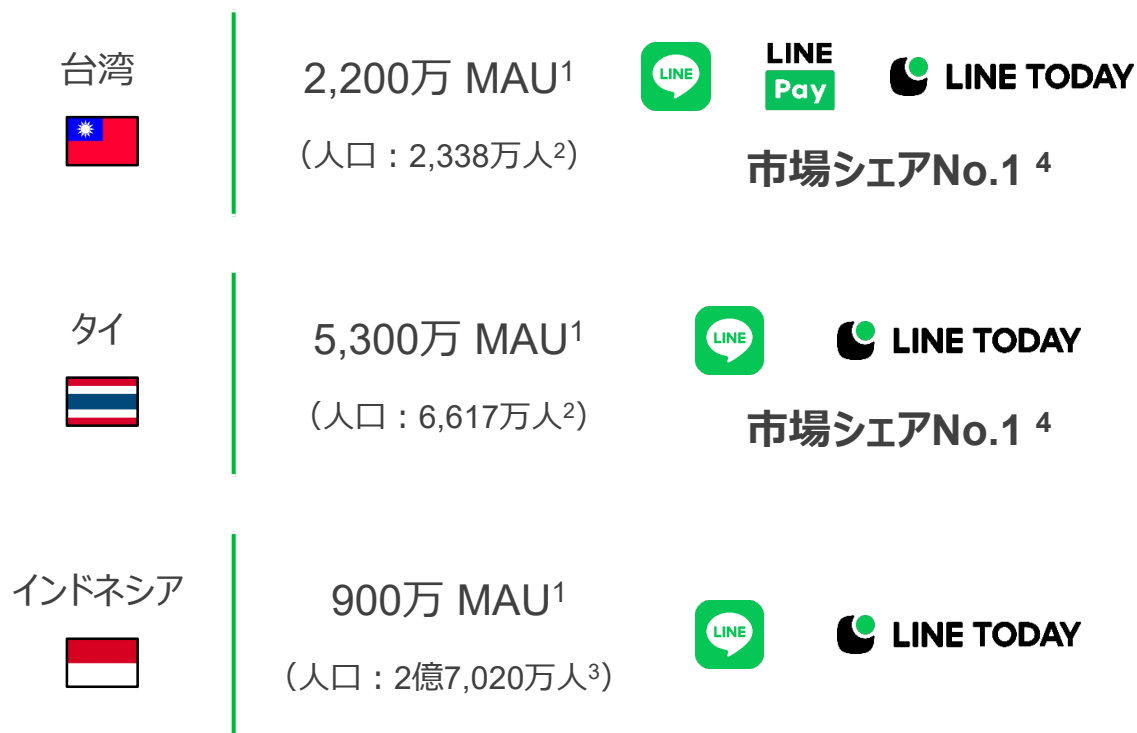 台湾
2,200万 MAU1
(人口：2,338万人2)
LINE
LINE
Pay
LINE TODAY
市場シェアNo.1 4
タイ
5,300万 MAU1
(人口：6,617万人2)
LINE
LINE TODAY
市場シェアNo.1 4
インドネシア
900万 MAU1
(人口：2億7,020万人3)
LINE
LINE TODAY